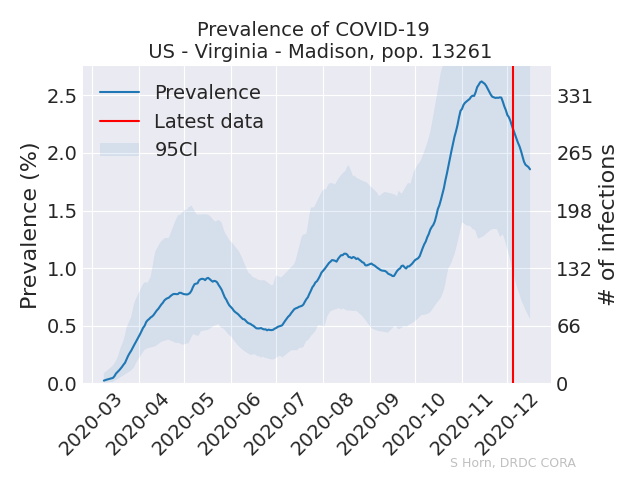 Prevalence of COVID-19
US - Virginia - Madison, pop. 13261
Prevalence
Latest data
95CI
Prevalence (%)
2.5
2.0
1.5
1.0
0.5
0.0
331
265
198
132
66
0
# of infections
2020-03
2020-04
2020-05
2020-06
2020-07
2020-08
2020-09
2020-10
2020-11
2020-12
S Horn, DRDC CORA